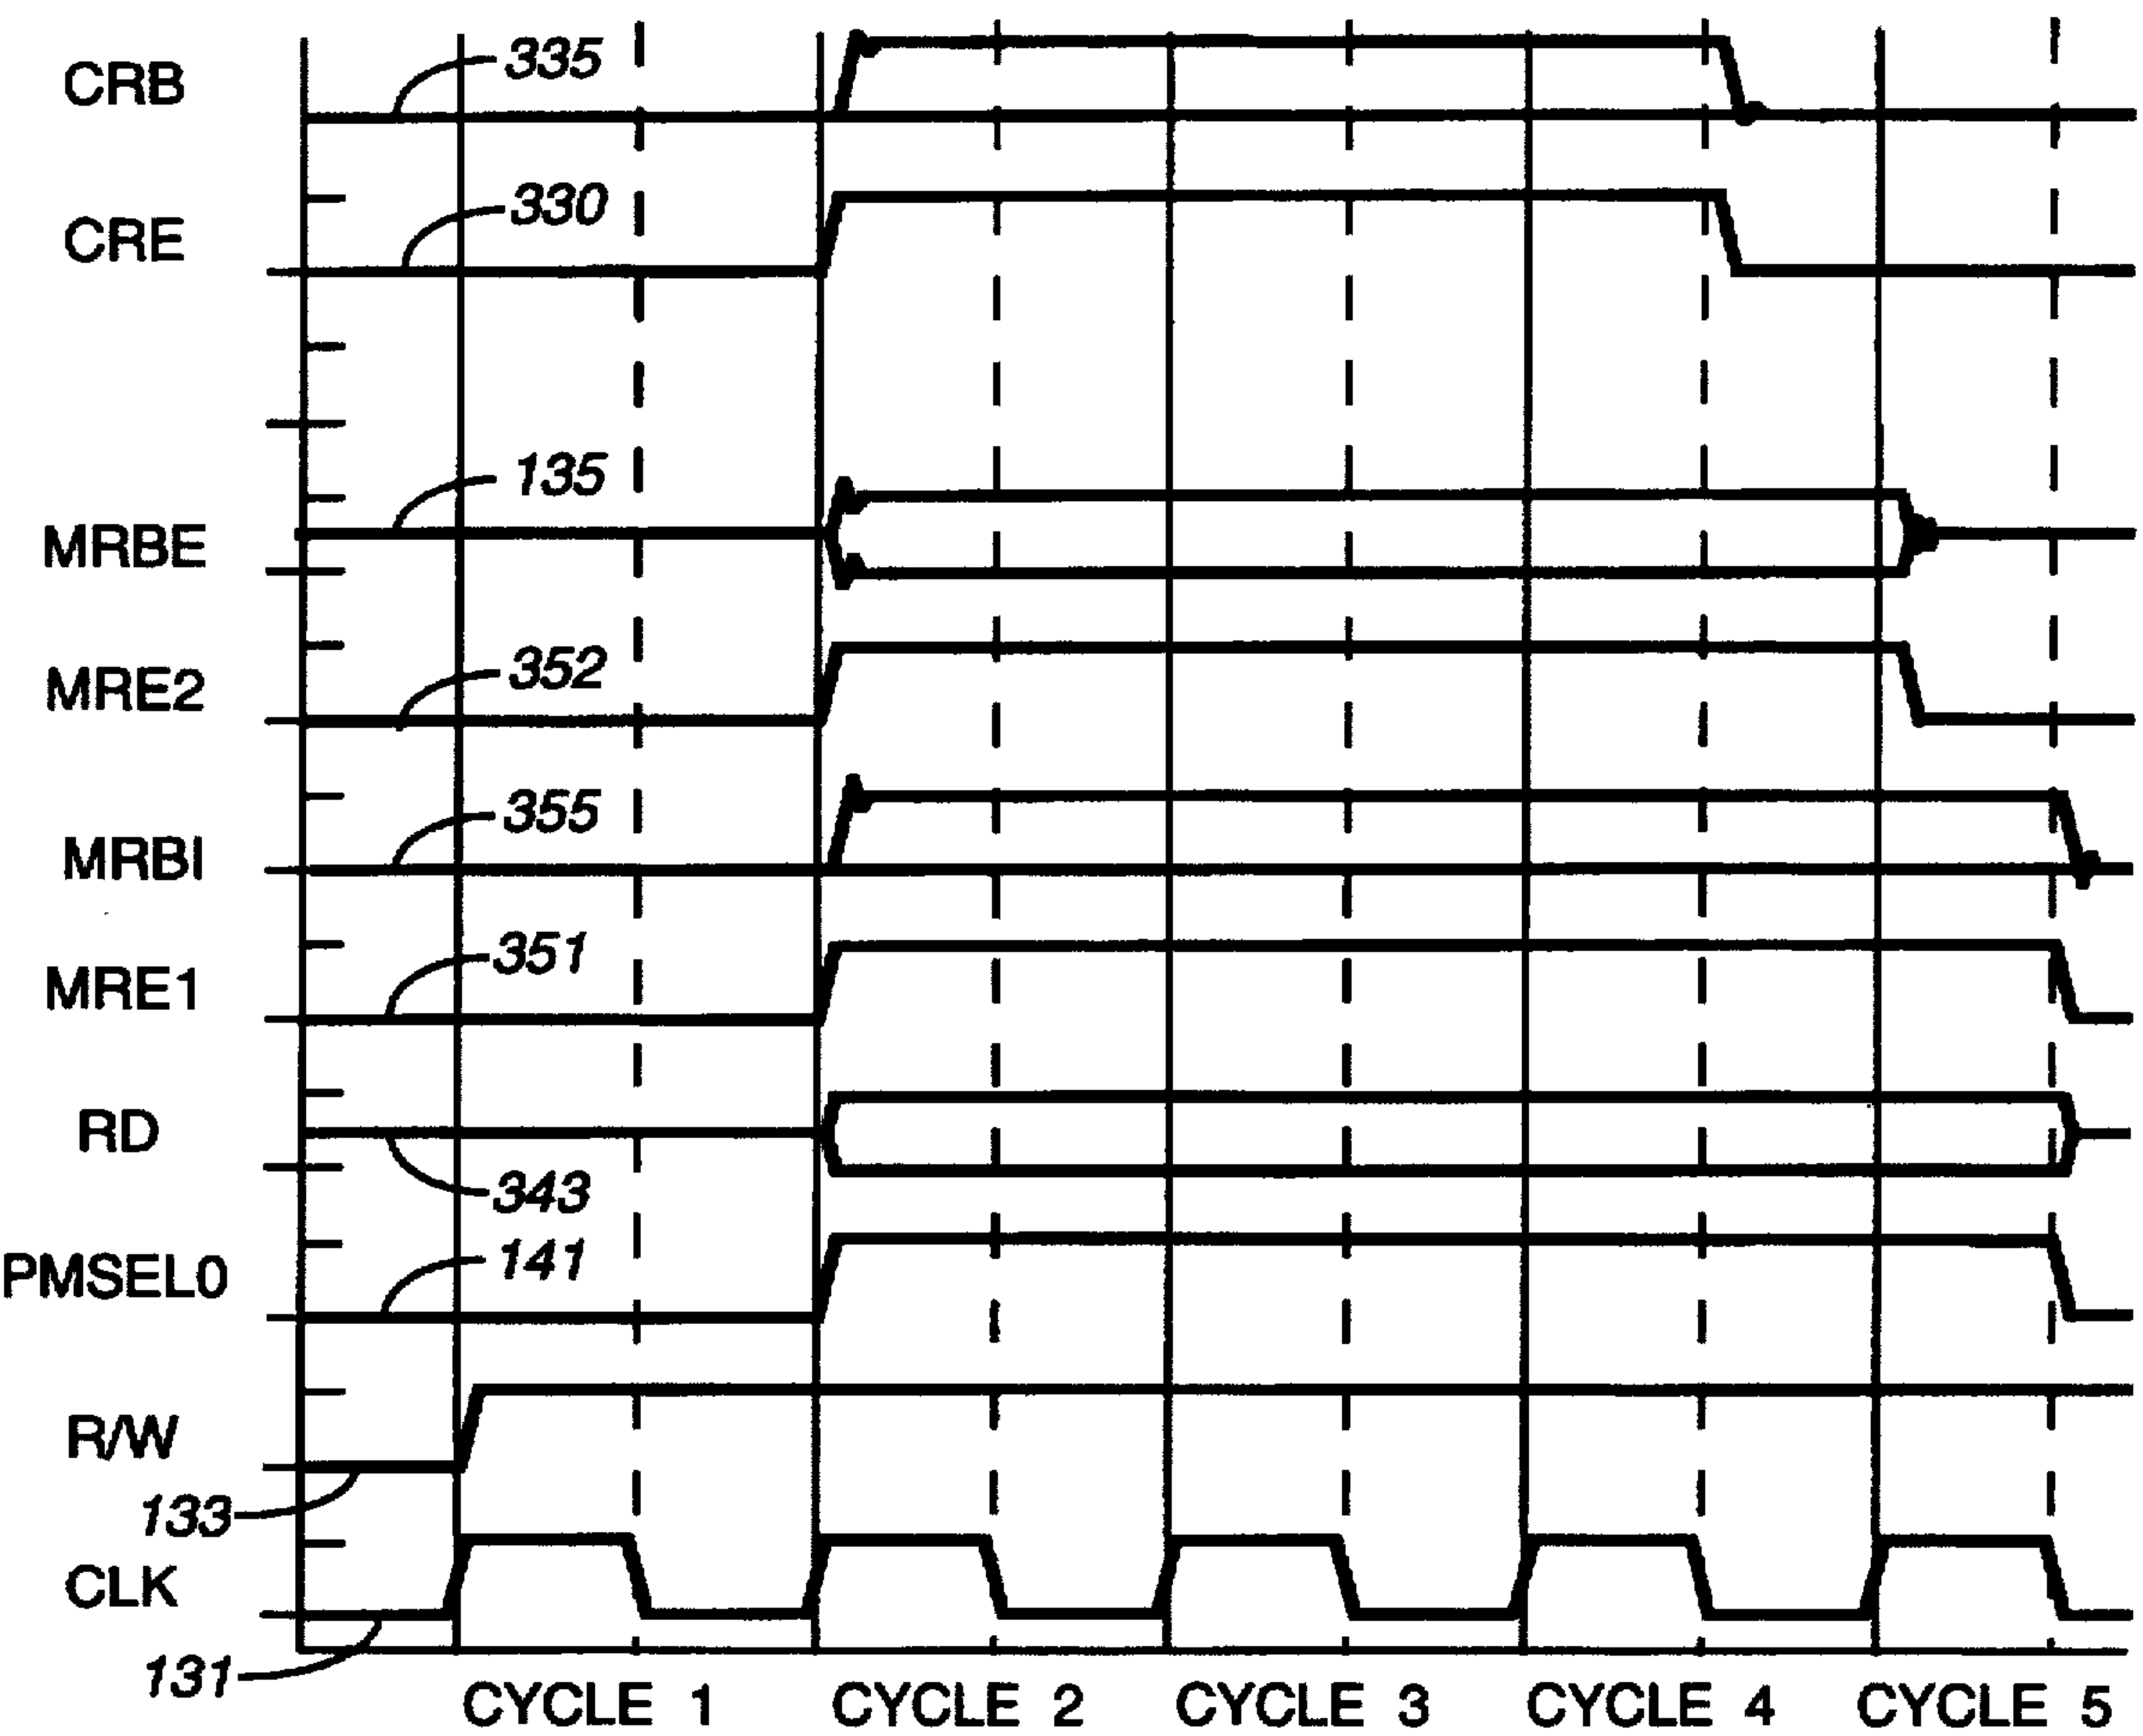 CRB 335
CRE 330
MRBE 135
MRE2 352
MRBI 355
MRE1 351
RD 343
PMSEL0 141
R/W 133
CLK 131
CYCLE 1 CYCLE 2 CYCLE 3 CYCLE 4 CYCLE 5